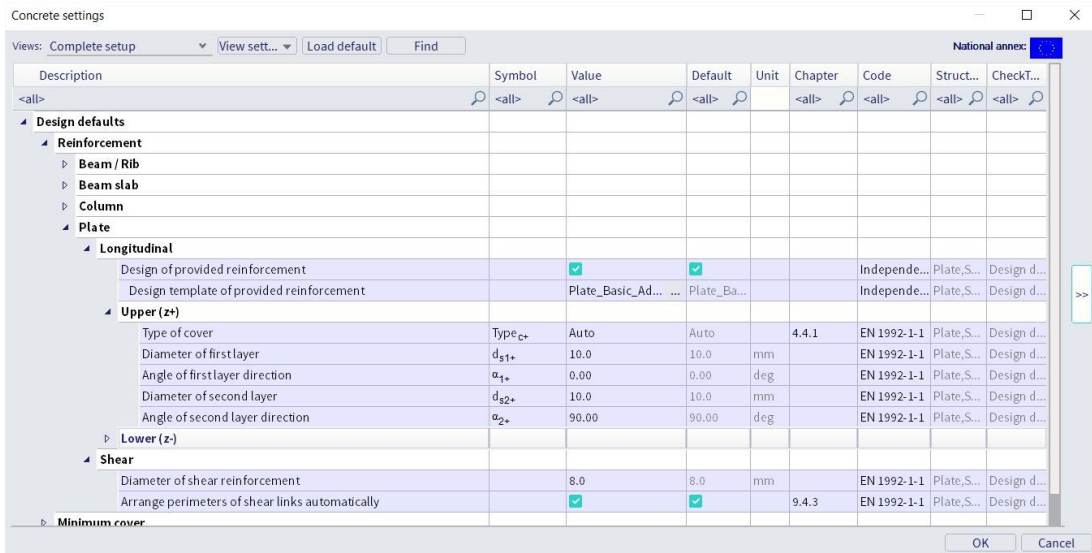 Concrete settings
Views: Complete setup View sett... Load default Find National annex:
Description Symbol Value Default Unit Chapter Code Struct... CheckT...
<all> <all> <all> <all> <all> <all> <all> <all>
Design defaults
Reinforcement
Beam / Rib
Beam slab
Column
Plate
Longitudinal
Design of provided reinforcement Independe... Plate,S... Design d...
Design template of provided reinforcement Plate_Basic_Ad... ... Plate_Ba... Independe... Plate,S... Design d...
Upper (z+)
Type of cover Type c+ Auto Auto 4.4.1 EN 1992-1-1 Plate,S... Design d...
Diameter of first layer ds1+ 10.0 10.0 mm EN 1992-1-1 Plate,S... Design d...
Angle of first layer direction α1+ 0.00 0.00 deg EN 1992-1-1 Plate,S... Design d...
Diameter of second layer ds2+ 10.0 10.0 mm EN 1992-1-1 Plate,S... Design d...
Angle of second layer direction α2+ 90.00 90.00 deg EN 1992-1-1 Plate,S... Design d...
Lower (z-)
Shear
Diameter of shear reinforcement 8.0 8.0 mm EN 1992-1-1 Plate,S... Design d...
Arrange perimeters of shear links automatically 9.4.3 EN 1992-1-1 Plate,S... Design d...
Minimum cover
>>
OK Cancel